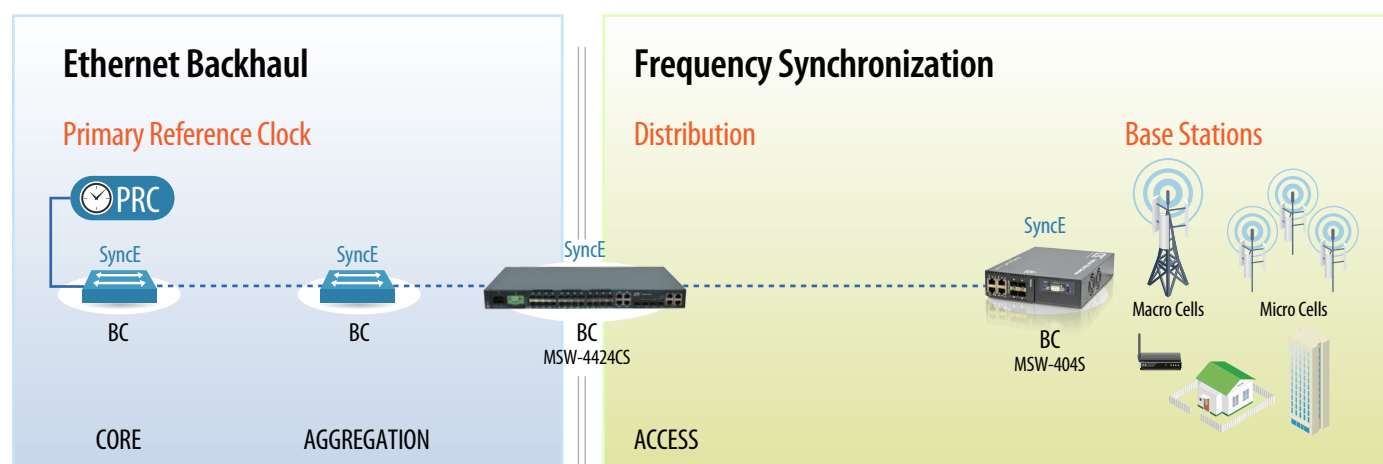 Ethernet Backhaul
Frequency Synchronization
Primary Reference Clock
Distribution
Base Stations
PRC
SyncE
SyncE
SyncE
SyncE
BC
BC
BC
MSW-4424CS
BC
MSW-404S
Macro Cells
Micro Cells
CORE
AGGREGATION
ACCESS